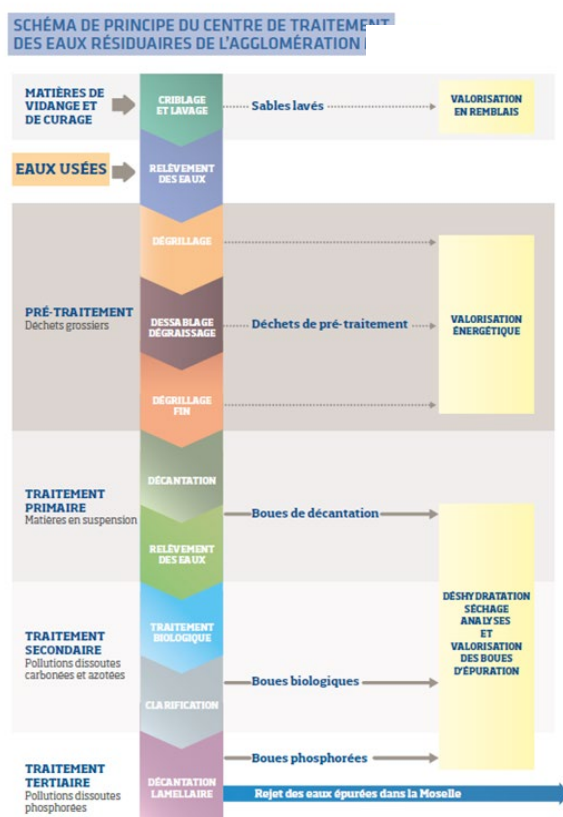 SCHÉMA DE PRINCIPE DU CENTRE DE TRAITEMENT
DES EAUX RÉSIDUAIRES DE L'AGGLOMÉRATION
MATIÈRES DE
VIDANGE ET
DE CURAGE
CRIBLAGE
ET LAVAGE
Sables lavés
VALORISATION
EN REMBLAIS
EAUX USÉES
RELÈVEMENT
DES EAUX
DÉGRILLAGE
PRÉ-TRAITEMENT
Déchets grossiers
DESSABLAGE
DÉGRAISSAGE
Déchets de pré-traitement
VALORISATION
ÉNERGÉTIQUE
DÉGRILLAGE
FIN
DÉCANTATION
TRAITEMENT
PRIMAIRE
Matières en suspension
Boues de décantation
RELÈVEMENT
DES EAUX
DÉSHYDRATATION
SÉCHAGE
ANALYSES
ET
VALORISATION
DES BOUES
D'ÉPURATION
TRAITEMENT
BIOLOGIQUE
TRAITEMENT
SECONDAIRE
Pollutions dissoutes
carbonées et azotées
Boues biologiques
CLARIFICATION
Boues phosphorées
TRAITEMENT
TERTIAIRE
Pollutions dissoutes
phosphorées
DÉCANTATION
LAMELLAIRE
Rejet des eaux épurées dans la Moselle